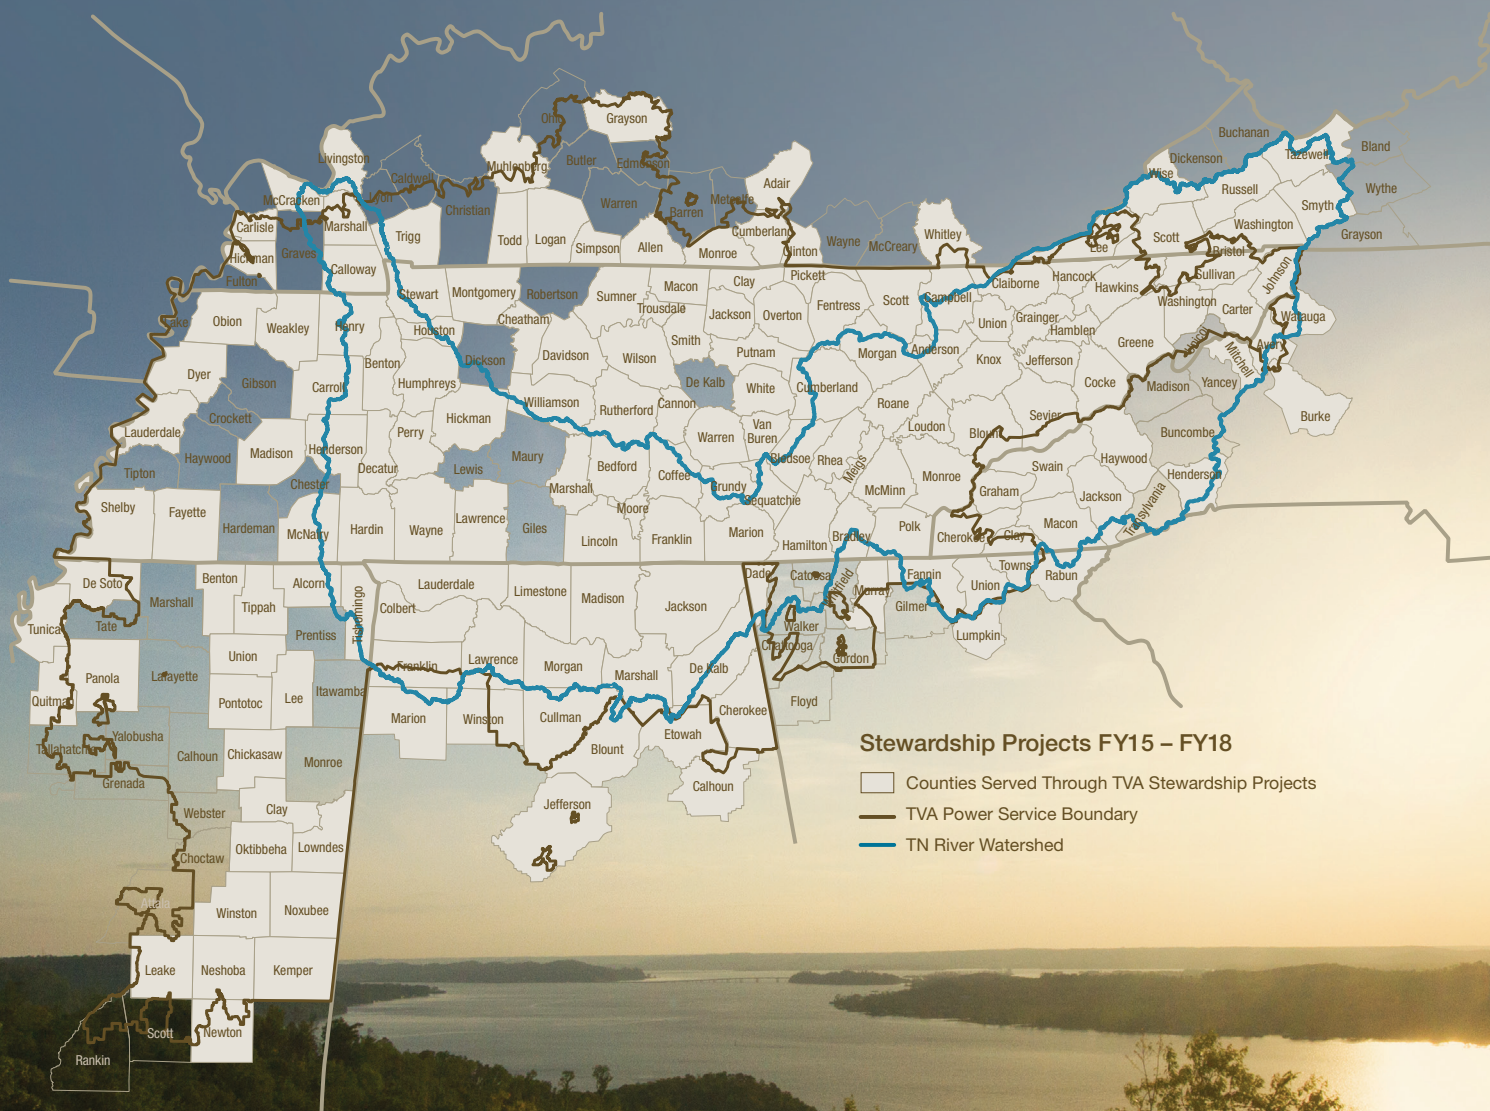 Buchanan
Bland
Ohio
Grayson
Dickenson
Tazewell
Livingston
Muhlenberg
Butler
Edmonson
Wise
Caldwell
Adair
Russell
Wythe
McCracken
Lyon
Christian
Warren
Barren
Metcalfe
Smyth
Carlisle
Marshall
Trigg
Todd
Logan
Simpson
Allen
Monroe
Cumberland
Clinton
Wayne
McCreary
Whitley
Lee
Scott
Washington
Bristol
Grayson
Hickman
Graves
Calloway
Fulton
Stewart
Montgomery
Robertson
Sumner
Macon
Trousdale
Clay
Pickett
Fentress
Scott
Campbell
Claiborne
Hancock
Hawkins
Sullivan
Johnson
Lake
Obion
Weakley
Henry
Houston
Cheatham
Jackson
Overton
Union
Grainger
Hamblen
Washington
Carter
Watauga
Dickson
Davidson
Wilson
Smith
Putnam
Morgan
Anderson
Knox
Jefferson
Greene
Unicoi
Mitchell
Avery
Dyer
Gibson
Carroll
Benton
Humphreys
De Kalb
White
Cumberland
Cocke
Madison
Yancey
Crockett
Hickman
Williamson
Rutherford
Cannon
Roane
Loudon
Sevier
Burke
Lauderdale
Haywood
Madison
Henderson
Perry
Warren
Van
Buren
Blount
Buncombe
Tipton
Chester
Decatur
Lewis
Maury
Bedford
Coffee
Grundy
Bledsoe
Rhea
Meigs
Monroe
Swain
Haywood
Henderson
Shelby
Fayette
Hardeman
McNairy
Hardin
Wayne
Lawrence
Giles
Marshall
Moore
Lincoln
Franklin
Sequatchie
Marion
Hamilton
McMinn
Bradley
Polk
Graham
Jackson
Transylvania
Macon
Cherokee
Clay
De Soto
Marshall
Benton
Tippah
Alcorn
Tishomingo
Lauderdale
Colbert
Limestone
Madison
Jackson
Dade
Catoosa
Whitfield
Murray
Fannin
Gilmer
Union
Towns
Rabun
Lumpkin
Tunica
Tate
Prentiss
Walker
Chattooga
Gordon
Floyd
Panola
Lafayette
Union
Franklin
Lawrence
Morgan
Marshall
De Kalb
Quitman
Pontotoc
Lee
Itawamba
Marion
Winston
Cullman
Cherokee
Tallahatchie
Yalobusha
Calhoun
Chickasaw
Monroe
Blount
Etowah
Grenada
Calhoun
Webster
Clay
Jefferson
Choctaw
Oktibbeha
Lowndes
Attala
Winston
Noxubee
Leake
Neshoba
Kemper
Scott
Newton
Rankin
Stewardship Projects FY15 – FY18
Counties Served Through TVA Stewardship Projects
TVA Power Service Boundary
TN River Watershed